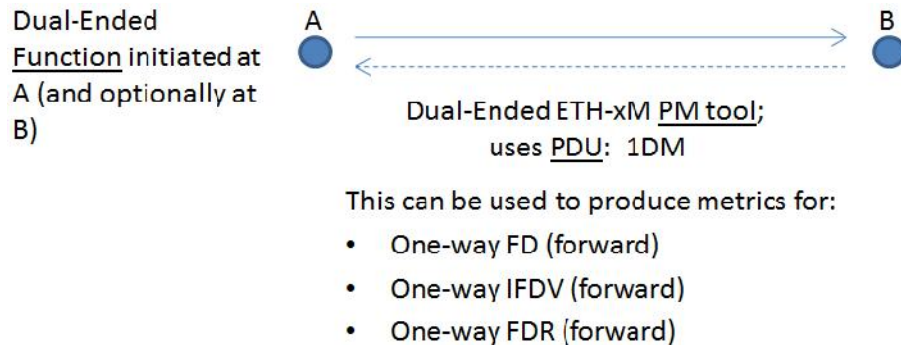 Dual-Ended
Function initiated at
A (and optionally at
B)
A
B
Dual-Ended ETH-xM PM tool;
uses PDU: 1DM
This can be used to produce metrics for:
• One-way FD (forward)
• One-way IFDV (forward)
• One-way FDR (forward)